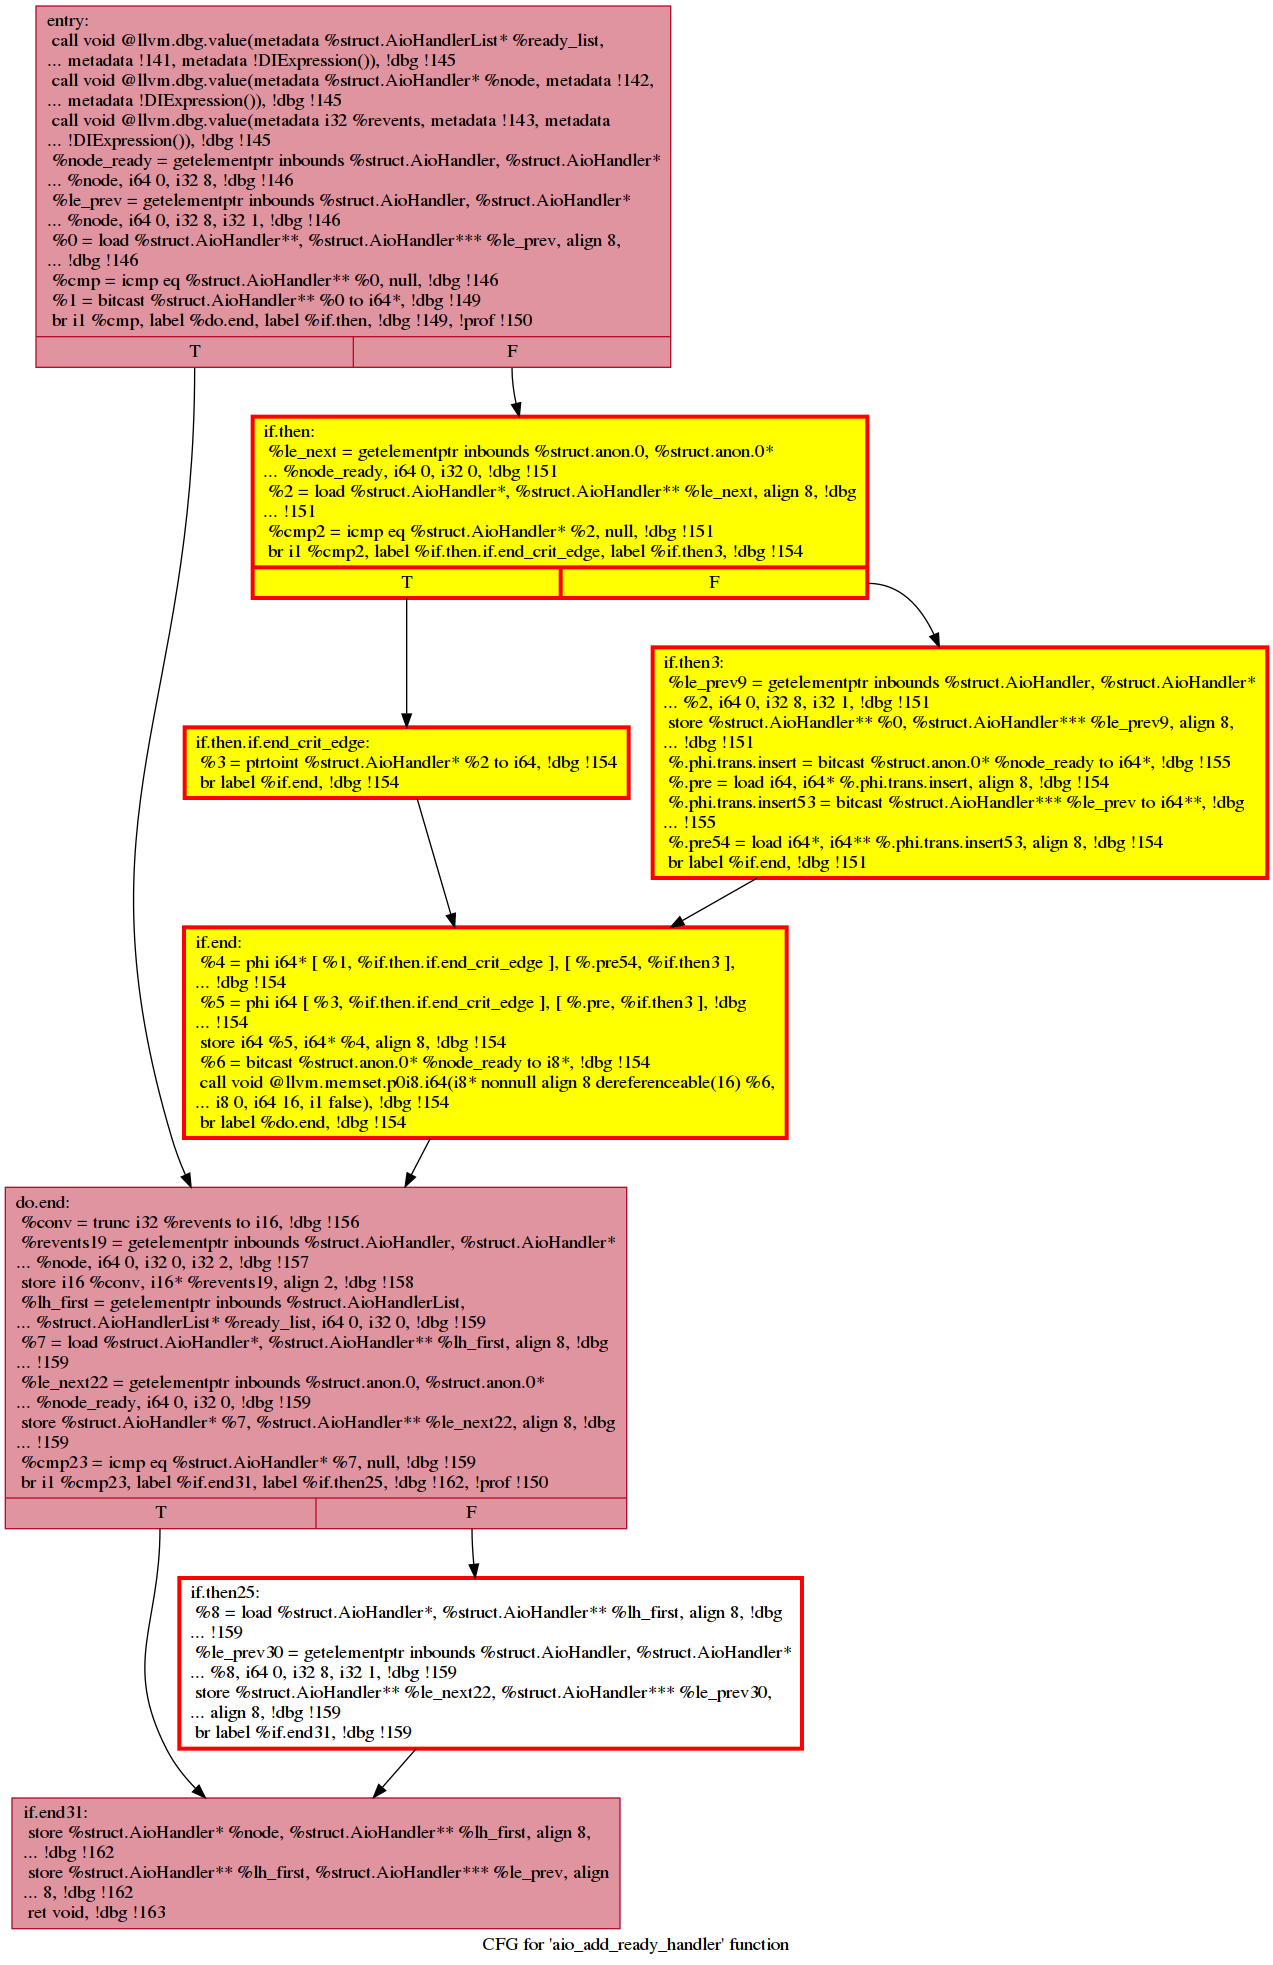 entry:
call void @llvm.dbg.value(metadata %struct.AioHandlerList* %ready_list,
... metadata !141, metadata !DIExpression()), !dbg !145
call void @llvm.dbg.value(metadata %struct.AioHandler* %node, metadata !142,
... metadata !DIExpression()), !dbg !145
call void @llvm.dbg.value(metadata i32 %revents, metadata !143, metadata
... !DIExpression()), !dbg !145
%node_ready = getelementptr inbounds %struct.AioHandler, %struct.AioHandler*
... %node, i64 0, i32 8, !dbg !146
%le_prev = getelementptr inbounds %struct.AioHandler, %struct.AioHandler*
... %node, i64 0, i32 8, i32 1, !dbg !146
%0 = load %struct.AioHandler**, %struct.AioHandler*** %le_prev, align 8,
... !dbg !146
%cmp = icmp eq %struct.AioHandler** %0, null, !dbg !146
%1 = bitcast %struct.AioHandler** %0 to i64*, !dbg !149
br i1 %cmp, label %do.end, label %if.then, !dbg !149, !prof !150
T F
if.then:
%le_next = getelementptr inbounds %struct.anon.0, %struct.anon.0*
... %node_ready, i64 0, i32 0, !dbg !151
%2 = load %struct.AioHandler*, %struct.AioHandler** %le_next, align 8, !dbg
... !151
%cmp2 = icmp eq %struct.AioHandler* %2, null, !dbg !151
br i1 %cmp2, label %if.then.if.end_crit_edge, label %if.then3, !dbg !154
T F
if.then3:
%le_prev9 = getelementptr inbounds %struct.AioHandler, %struct.AioHandler*
... %2, i64 0, i32 8, i32 1, !dbg !151
store %struct.AioHandler** %0, %struct.AioHandler*** %le_prev9, align 8,
... !dbg !151
%.phi.trans.insert = bitcast %struct.anon.0* %node_ready to i64*, !dbg !155
%.pre = load i64, i64* %.phi.trans.insert, align 8, !dbg !154
%.phi.trans.insert53 = bitcast %struct.AioHandler*** %le_prev to i64**, !dbg
... !155
%.pre54 = load i64*, i64** %.phi.trans.insert53, align 8, !dbg !154
br label %if.end, !dbg !151
if.then.if.end_crit_edge:
%3 = ptrtoint %struct.AioHandler* %2 to i64, !dbg !154
br label %if.end, !dbg !154
if.end:
%4 = phi i64* [ %1, %if.then.if.end_crit_edge ], [ %.pre54, %if.then3 ],
... !dbg !154
%5 = phi i64 [ %3, %if.then.if.end_crit_edge ], [ %.pre, %if.then3 ], !dbg
... !154
store i64 %5, i64* %4, align 8, !dbg !154
%6 = bitcast %struct.anon.0* %node_ready to i8*, !dbg !154
call void @llvm.memset.p0i8.i64(i8* nonnull align 8 dereferenceable(16) %6,
... i8 0, i64 16, i1 false), !dbg !154
br label %do.end, !dbg !154
do.end:
%conv = trunc i32 %revents to i16, !dbg !156
%revents19 = getelementptr inbounds %struct.AioHandler, %struct.AioHandler*
... %node, i64 0, i32 0, i32 2, !dbg !157
store i16 %conv, i16* %revents19, align 2, !dbg !158
%lh_first = getelementptr inbounds %struct.AioHandlerList,
... %struct.AioHandlerList* %ready_list, i64 0, i32 0, !dbg !159
%7 = load %struct.AioHandler*, %struct.AioHandler** %lh_first, align 8, !dbg
... !159
%le_next22 = getelementptr inbounds %struct.anon.0, %struct.anon.0*
... %node_ready, i64 0, i32 0, !dbg !159
store %struct.AioHandler* %7, %struct.AioHandler** %le_next22, align 8, !dbg
... !159
%cmp23 = icmp eq %struct.AioHandler* %7, null, !dbg !159
br i1 %cmp23, label %if.end31, label %if.then25, !dbg !162, !prof !150
T F
if.then25:
%8 = load %struct.AioHandler*, %struct.AioHandler** %lh_first, align 8, !dbg
... !159
%le_prev30 = getelementptr inbounds %struct.AioHandler, %struct.AioHandler*
... %8, i64 0, i32 8, i32 1, !dbg !159
store %struct.AioHandler** %le_next22, %struct.AioHandler*** %le_prev30,
... align 8, !dbg !159
br label %if.end31, !dbg !159
if.end31:
store %struct.AioHandler* %node, %struct.AioHandler** %lh_first, align 8,
... !dbg !162
store %struct.AioHandler** %lh_first, %struct.AioHandler*** %le_prev, align
... 8, !dbg !162
ret void, !dbg !163
CFG for 'aio_add_ready_handler' function